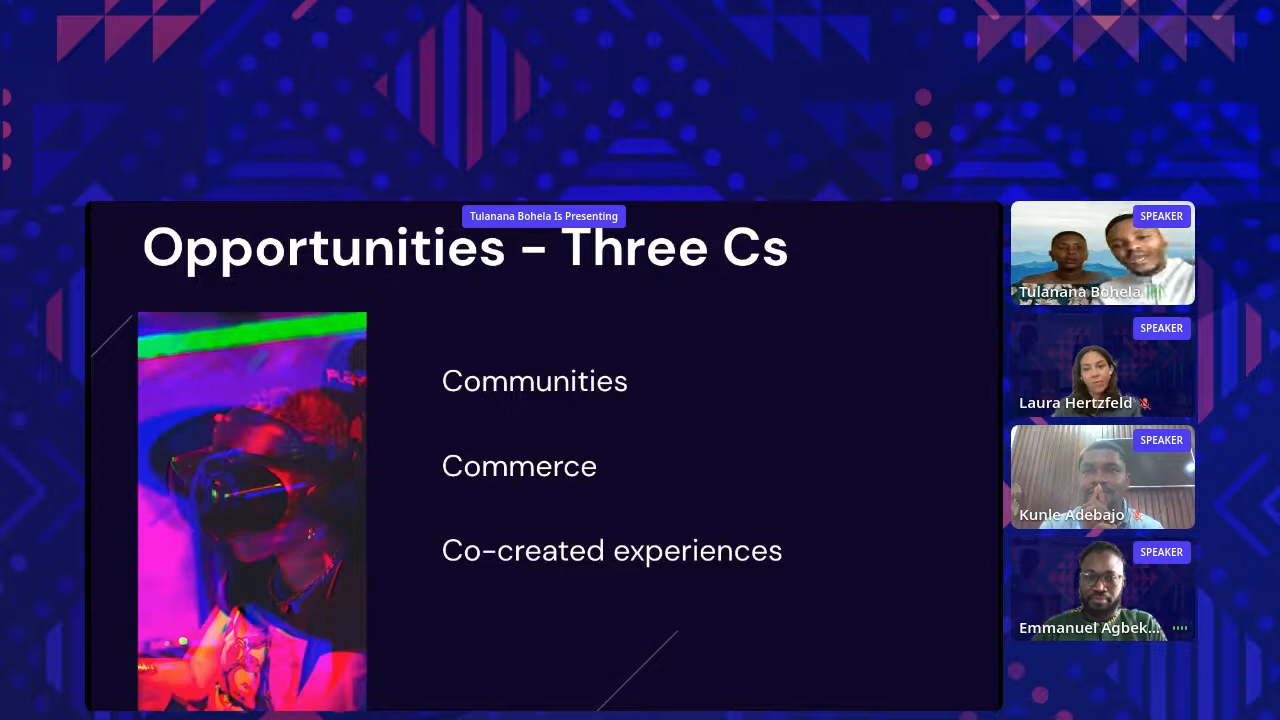 Tulanana Bohela Is Presenting
Opportunities – Three Cs
Communities
Commerce
Co-created experiences
SPEAKER
Tulanana Bohela
SPEAKER
Laura Hertzfeld
SPEAKER
Kunle Adebajo
SPEAKER
Emmanuel Agbek...